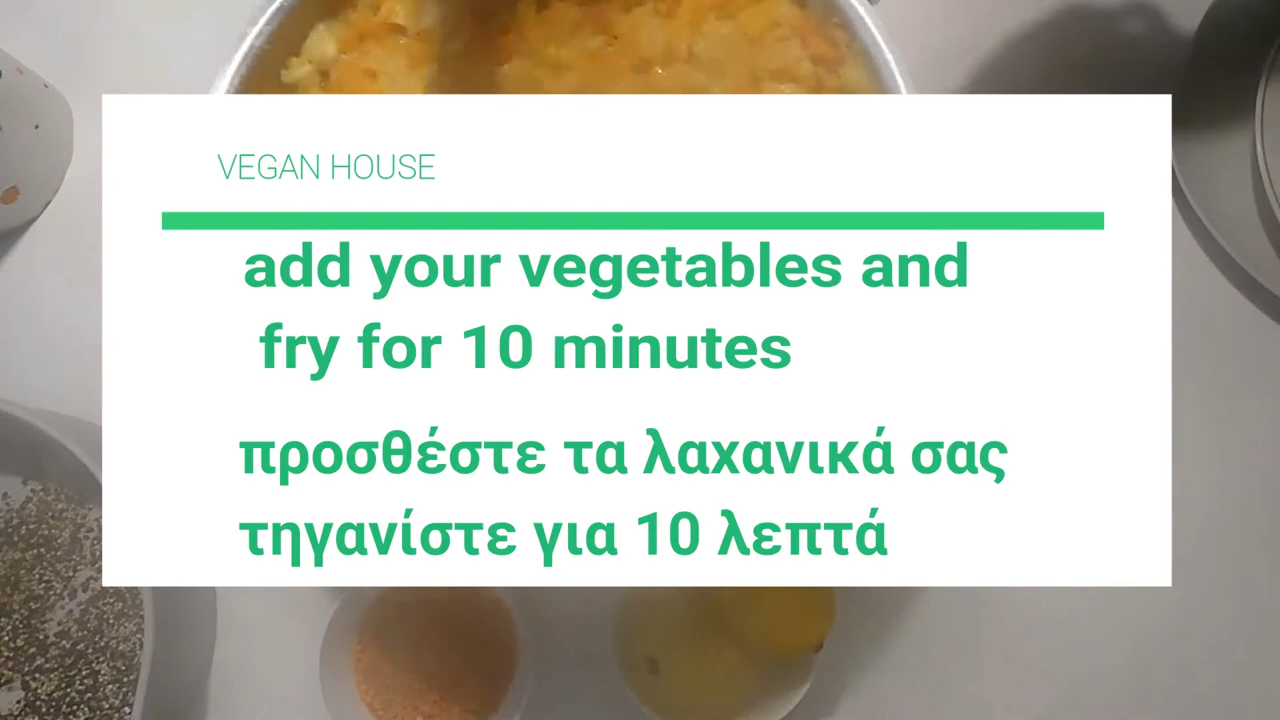 VEGAN HOUSE
add your vegetables and
fry for 10 minutes
προσθέστε τα λαχανικά σας
τηγανίστε για 10 λεπτά